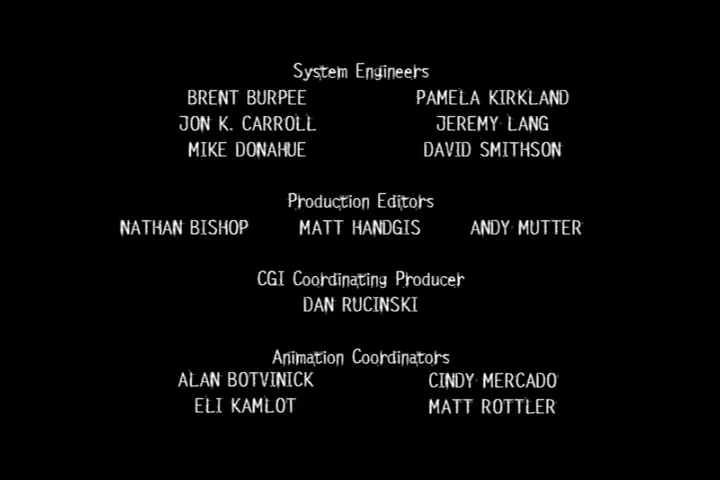 System Engineers
BRENT BURPEE PAMELA KIRKLAND
JON K. CARROLL JEREMY LANG
MIKE DONAHUE DAVID SMITHSON
Production Editors
NATHAN BISHOP MATT HANDGIS ANDY MUTTER
CGI Coordinating Producer
DAN RUCINSKI
Animation Coordinators
ALAN BOTVINICK CINDY MERCADO
ELI KAMLOT MATT ROTTLER